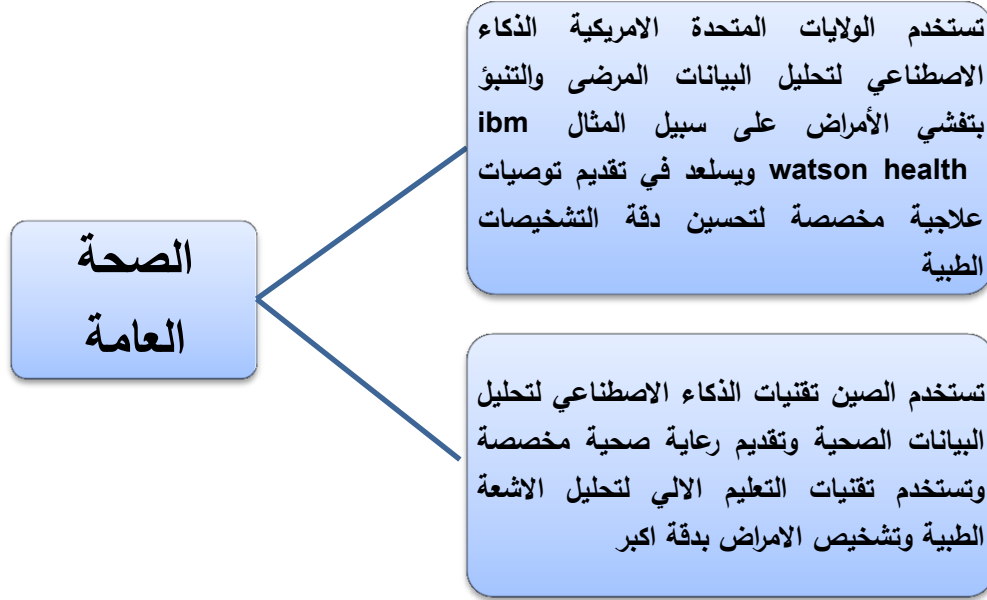 الصحة
العامة
تستخدم الولايات المتحدة الامريكية الذكاء
الاصطناعي لتحليل البيانات المرضى والتنبؤ
بتفشي الأمراض على سبيل المثال ibm
watson health ويسلعد في تقديم توصيات
علاجية مخصصة لتحسين دقة التشخيصات
الطبية
تستخدم الصين تقنيات الذكاء الاصطناعي لتحليل
البيانات الصحية وتقديم رعاية صحية مخصصة
وتستخدم تقنيات التعليم الالي لتحليل الاشعة
الطبية وتشخيص الامراض بدقة اكبر